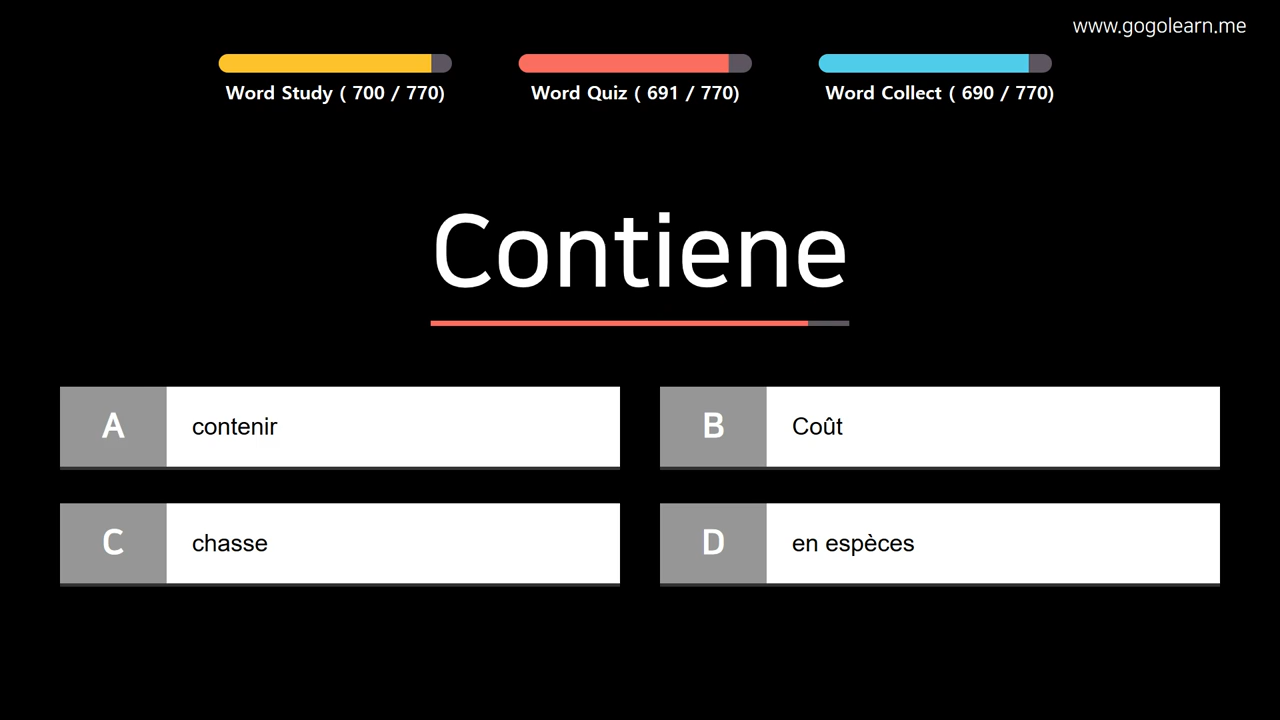 www.gogolearn.me
Word Study ( 700 / 770)
Word Quiz ( 691 / 770)
Word Collect ( 690 / 770)
Contiene
A contenir
B Coût
C chasse
D en espèces